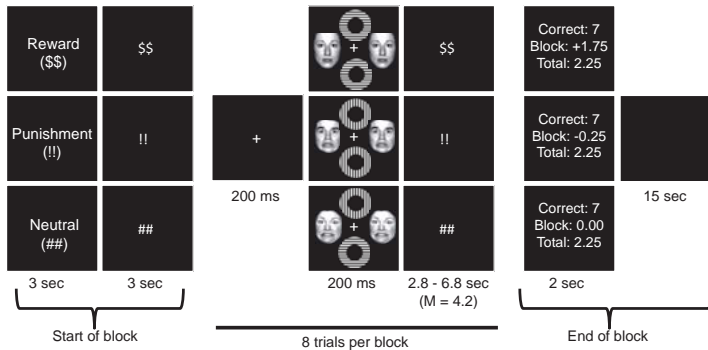 Reward
($$)
$$
+
$$
Correct: 7
Block: +1.75
Total: 2.25
Punishment
(!!)
!!
+
+
!!
Correct: 7
Block: -0.25
Total: 2.25
200 ms
15 sec
Neutral
(##)
##
+
##
Correct: 7
Block: 0.00
Total: 2.25
3 sec
3 sec
200 ms
2.8 - 6.8 sec
(M = 4.2)
2 sec
Start of block
8 trials per block
End of block